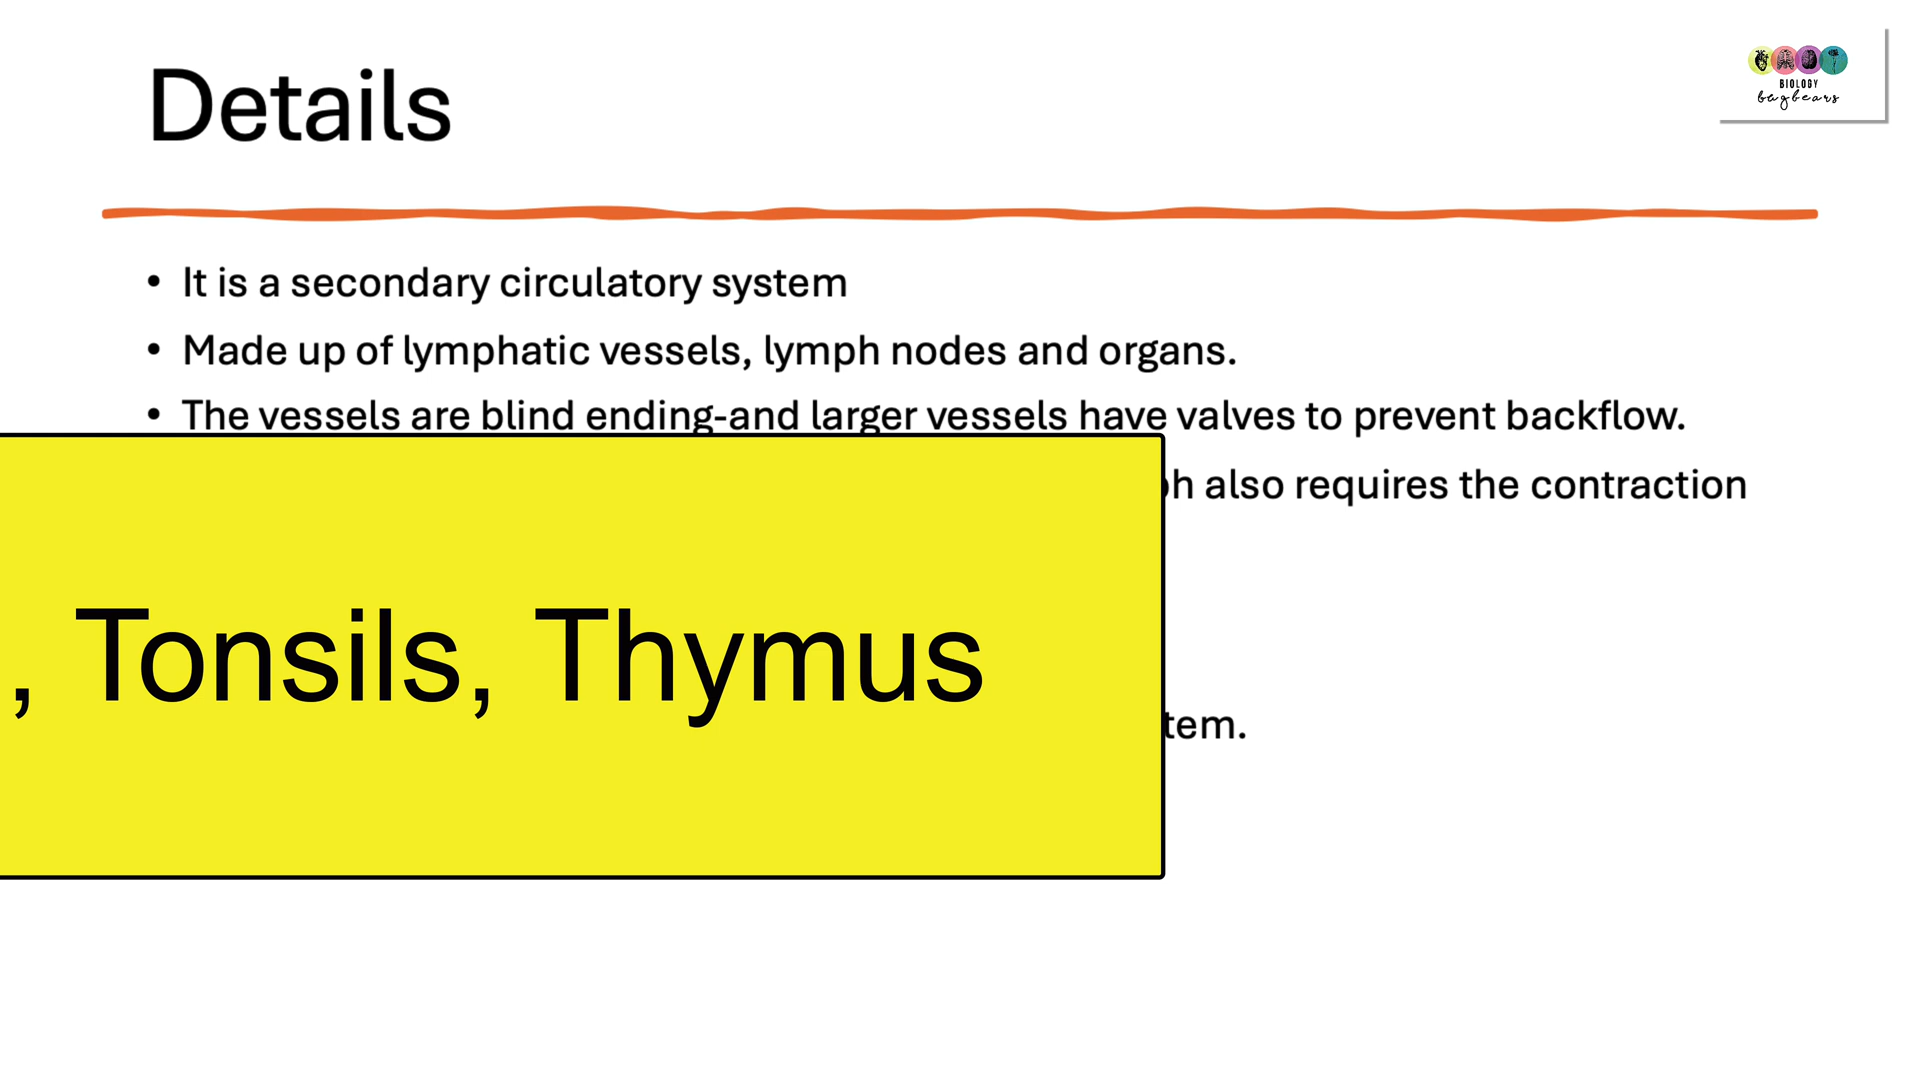 Details
BIOLOGY
bugbears
• It is a secondary circulatory system
• Made up of lymphatic vessels, lymph nodes and organs.
• The vessels are blind ending-and larger vessels have valves to prevent backflow.
also requires the contraction
, Tonsils, Thymus